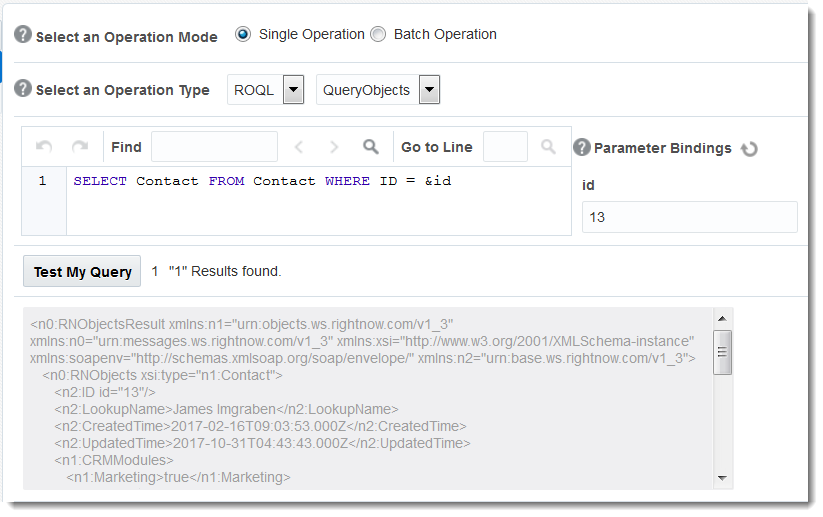 Select an Operation Mode Single Operation Batch Operation
Select an Operation Type ROQL QueryObjects
Find Go to Line Parameter Bindings
1 SELECT Contact FROM Contact WHERE ID = &id
id
13
Test My Query 1 "1" Results found.
<n0:RNObjectsResult xmlns:n1="urn:objects.ws.rightnow.com/v1_3"
xmlns:n0="urn:messages.ws.rightnow.com/v1_3" xmlns:xsi="http://www.w3.org/2001/XMLSchema-instance"
xmlns:soapenv="http://schemas.xmlsoap.org/soap/envelope/" xmlns:n2="urn:base.ws.rightnow.com/v1_3">
<n0:RNObjects xsi:type="n1:Contact">
<n2:ID id="13"/>
<n2:LookupName>James Imgraben</n2:LookupName>
<n2:CreatedTime>2017-02-16T09:03:53.000Z</n2:CreatedTime>
<n2:UpdatedTime>2017-10-31T04:43:43.000Z</n2:UpdatedTime>
<n1:CRMModules>
<n1:Marketing>true</n1:Marketing>